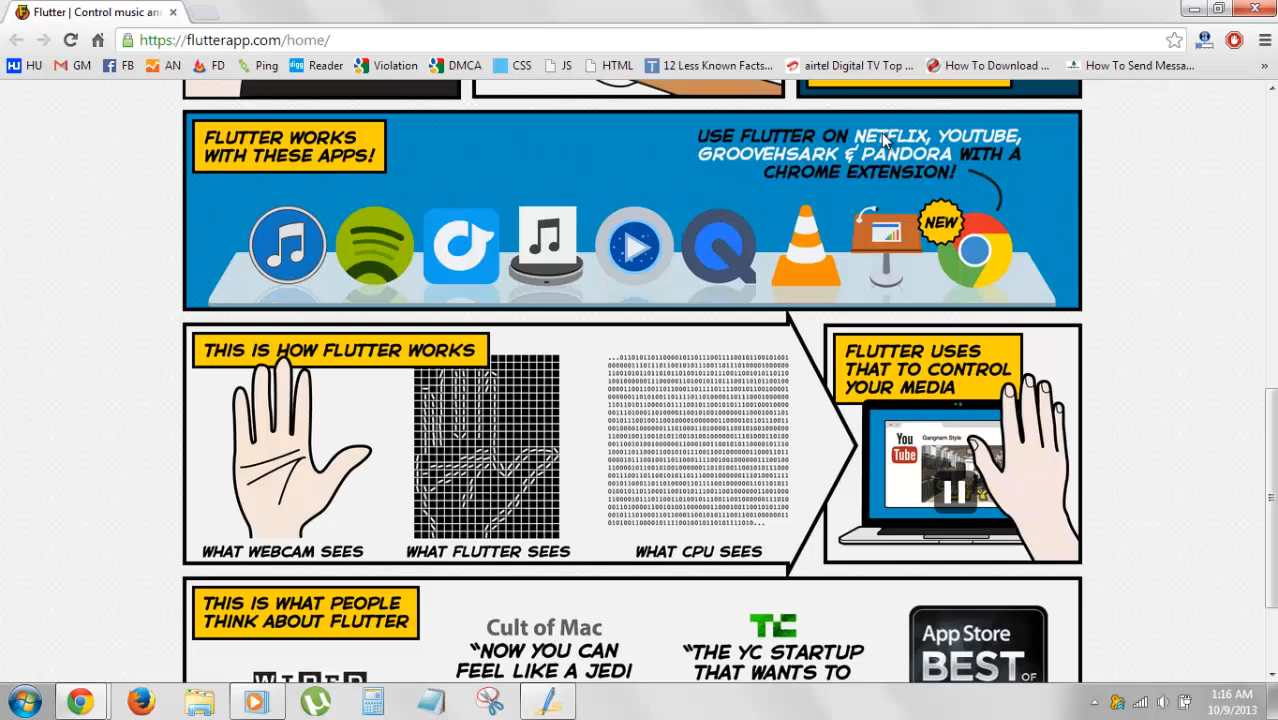 Flutter | Control music an
https://flutterapp.com/home/
HU GM FB AN FD Ping Reader Violation DMCA CSS JS HTML 12 Less Known Facts... airtel Digital TV Top ... How To Download ... How To Send Messa... »
FLUTTER WORKS
WITH THESE APPS!
USE FLUTTER ON NETFLIX, YOUTUBE,
GROOVEHSARK & PANDORA WITH A
CHROME EXTENSION!
NEW
THIS IS HOW FLUTTER WORKS
WHAT WEBCAM SEES
WHAT FLUTTER SEES
WHAT CPU SEES
FLUTTER USES
THAT TO CONTROL
YOUR MEDIA
You
Tube
Gangnam Style
THIS IS WHAT PEOPLE
THINK ABOUT FLUTTER
Cult of Mac
"NOW YOU CAN
FEEL LIKE A JEDI
TC
"THE YC STARTUP
THAT WANTS TO
App Store
BEST OF
WIRED
1:16 AM
10/9/2013